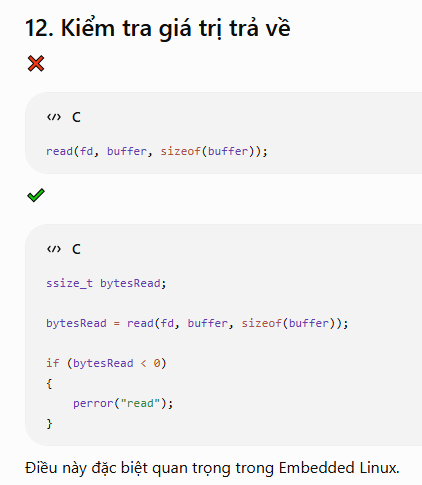 12. Kiểm tra giá trị trả về
❌
</> C
read(fd, buffer, sizeof(buffer));
✔
</> C
ssize_t bytesRead;
bytesRead = read(fd, buffer, sizeof(buffer));
if (bytesRead < 0)
{
    perror("read");
}
Điều này đặc biệt quan trọng trong Embedded Linux.